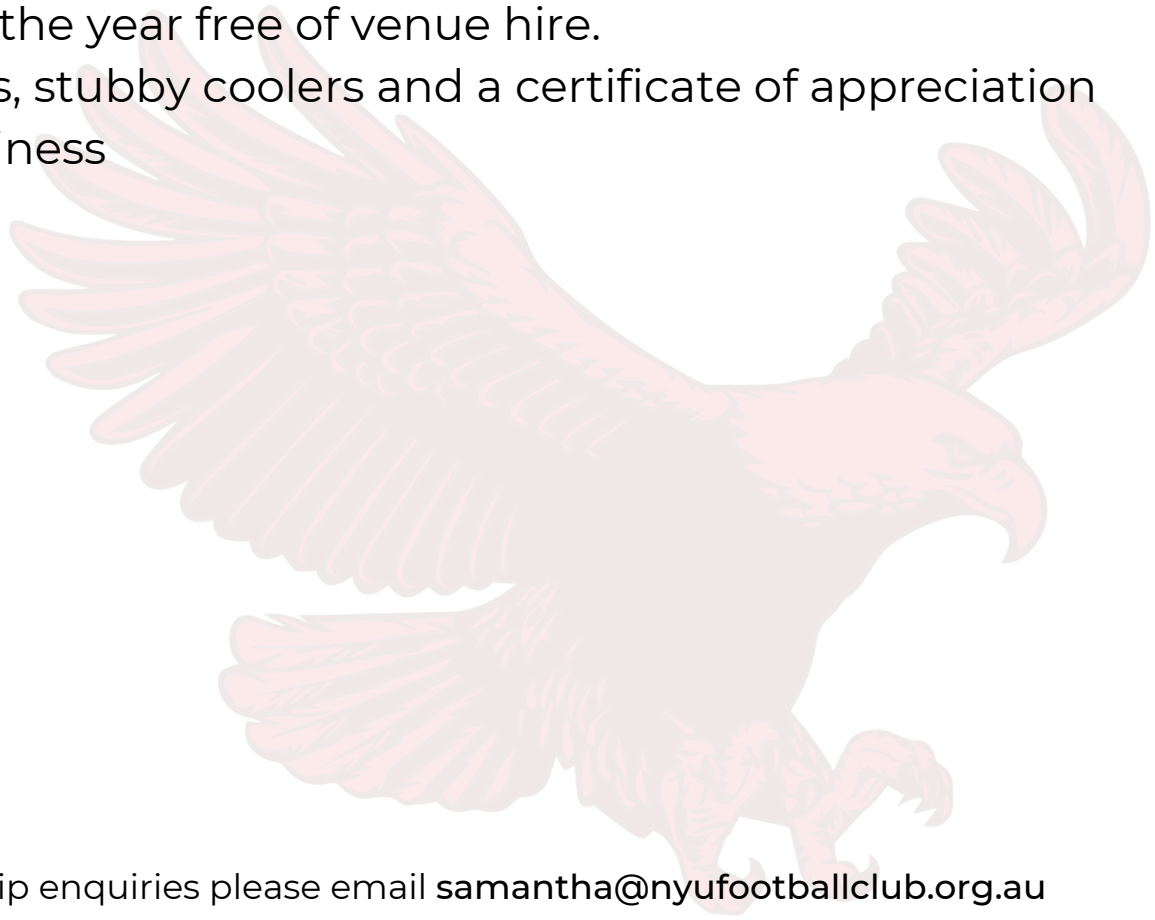 the year free of venue hire.
s, stubby coolers and a certificate of appreciation
iness
ip enquiries please email samantha@nyufootballclub.org.au